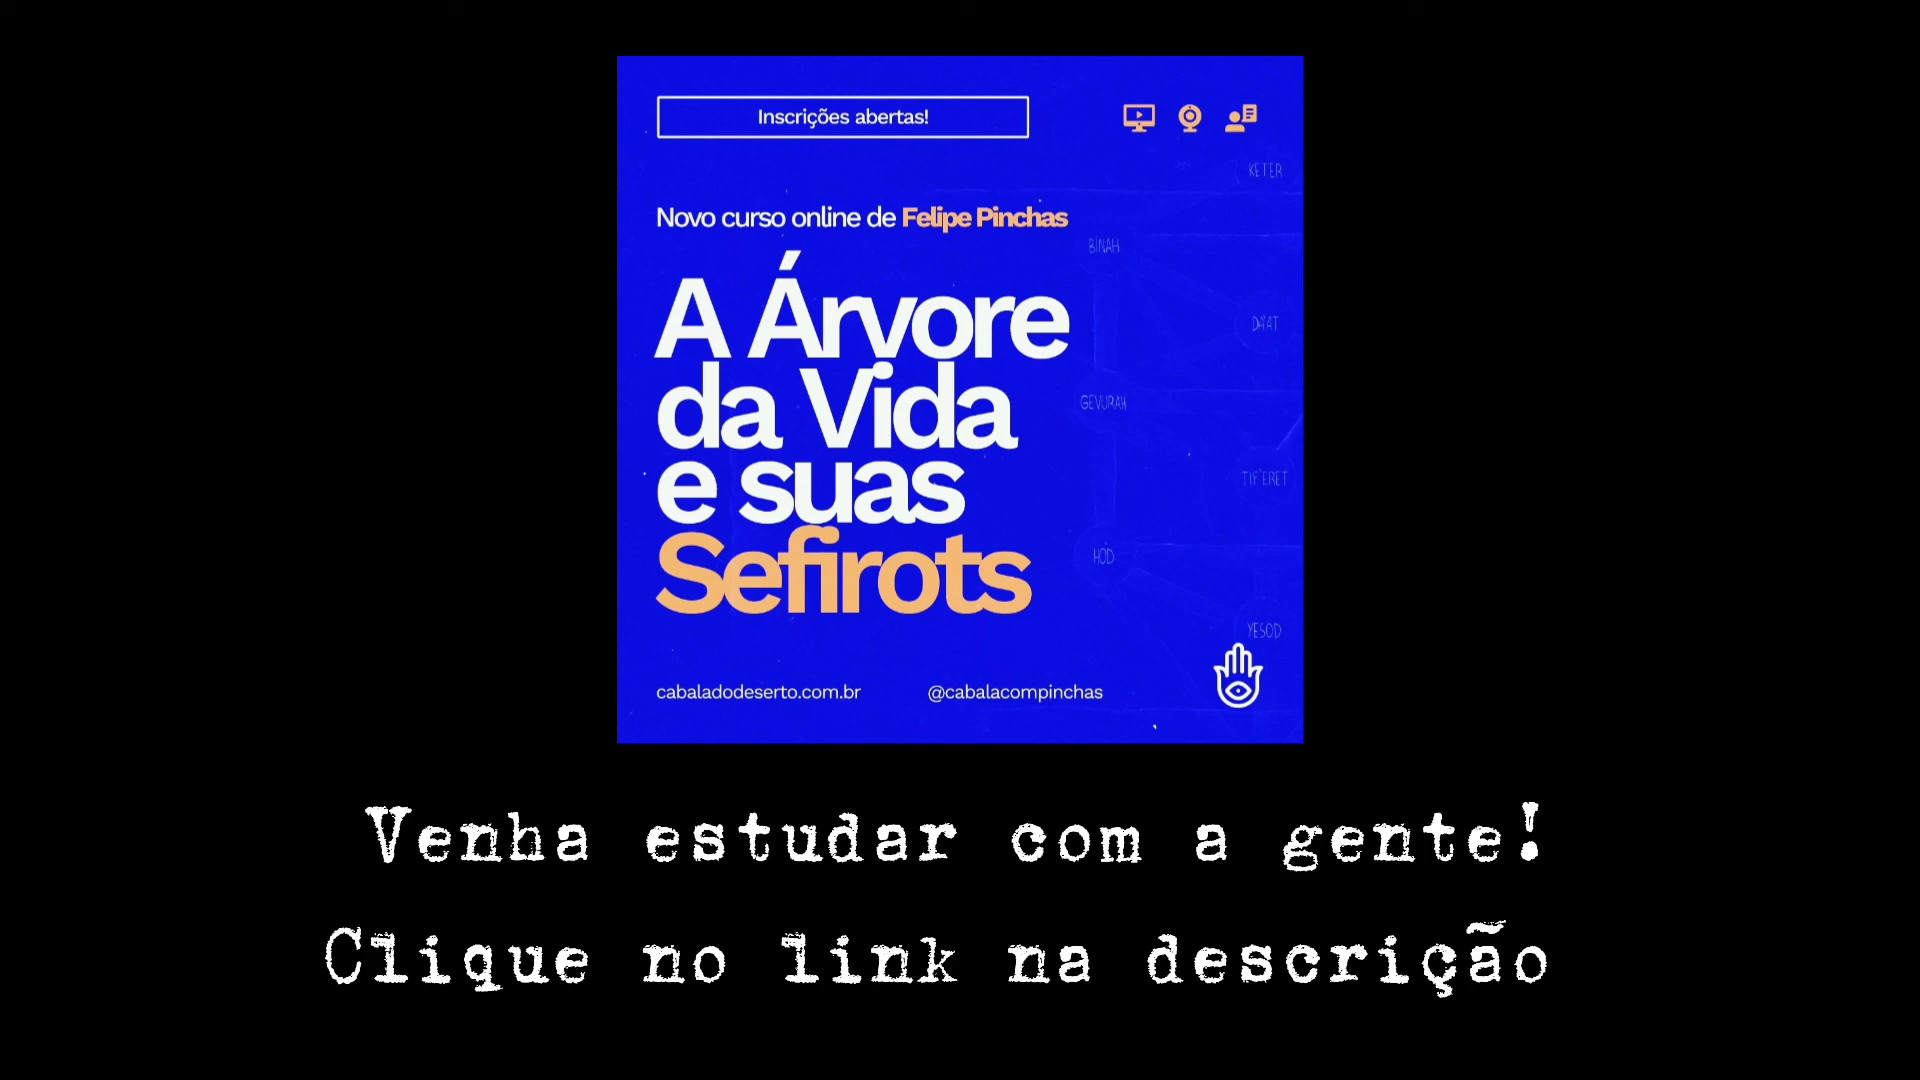 Inscrições abertas!
KETER
Novo curso online de Felipe Pinchas
BINAH
A Árvore
DA'AT
da Vida
GEVURAH
e suas
TIF'ERET
Sefirots
HOD
YESOD
cabaladodeserto.com.br
@cabalacompinchas
Venha estudar com a gente!
Clique no link na descrição